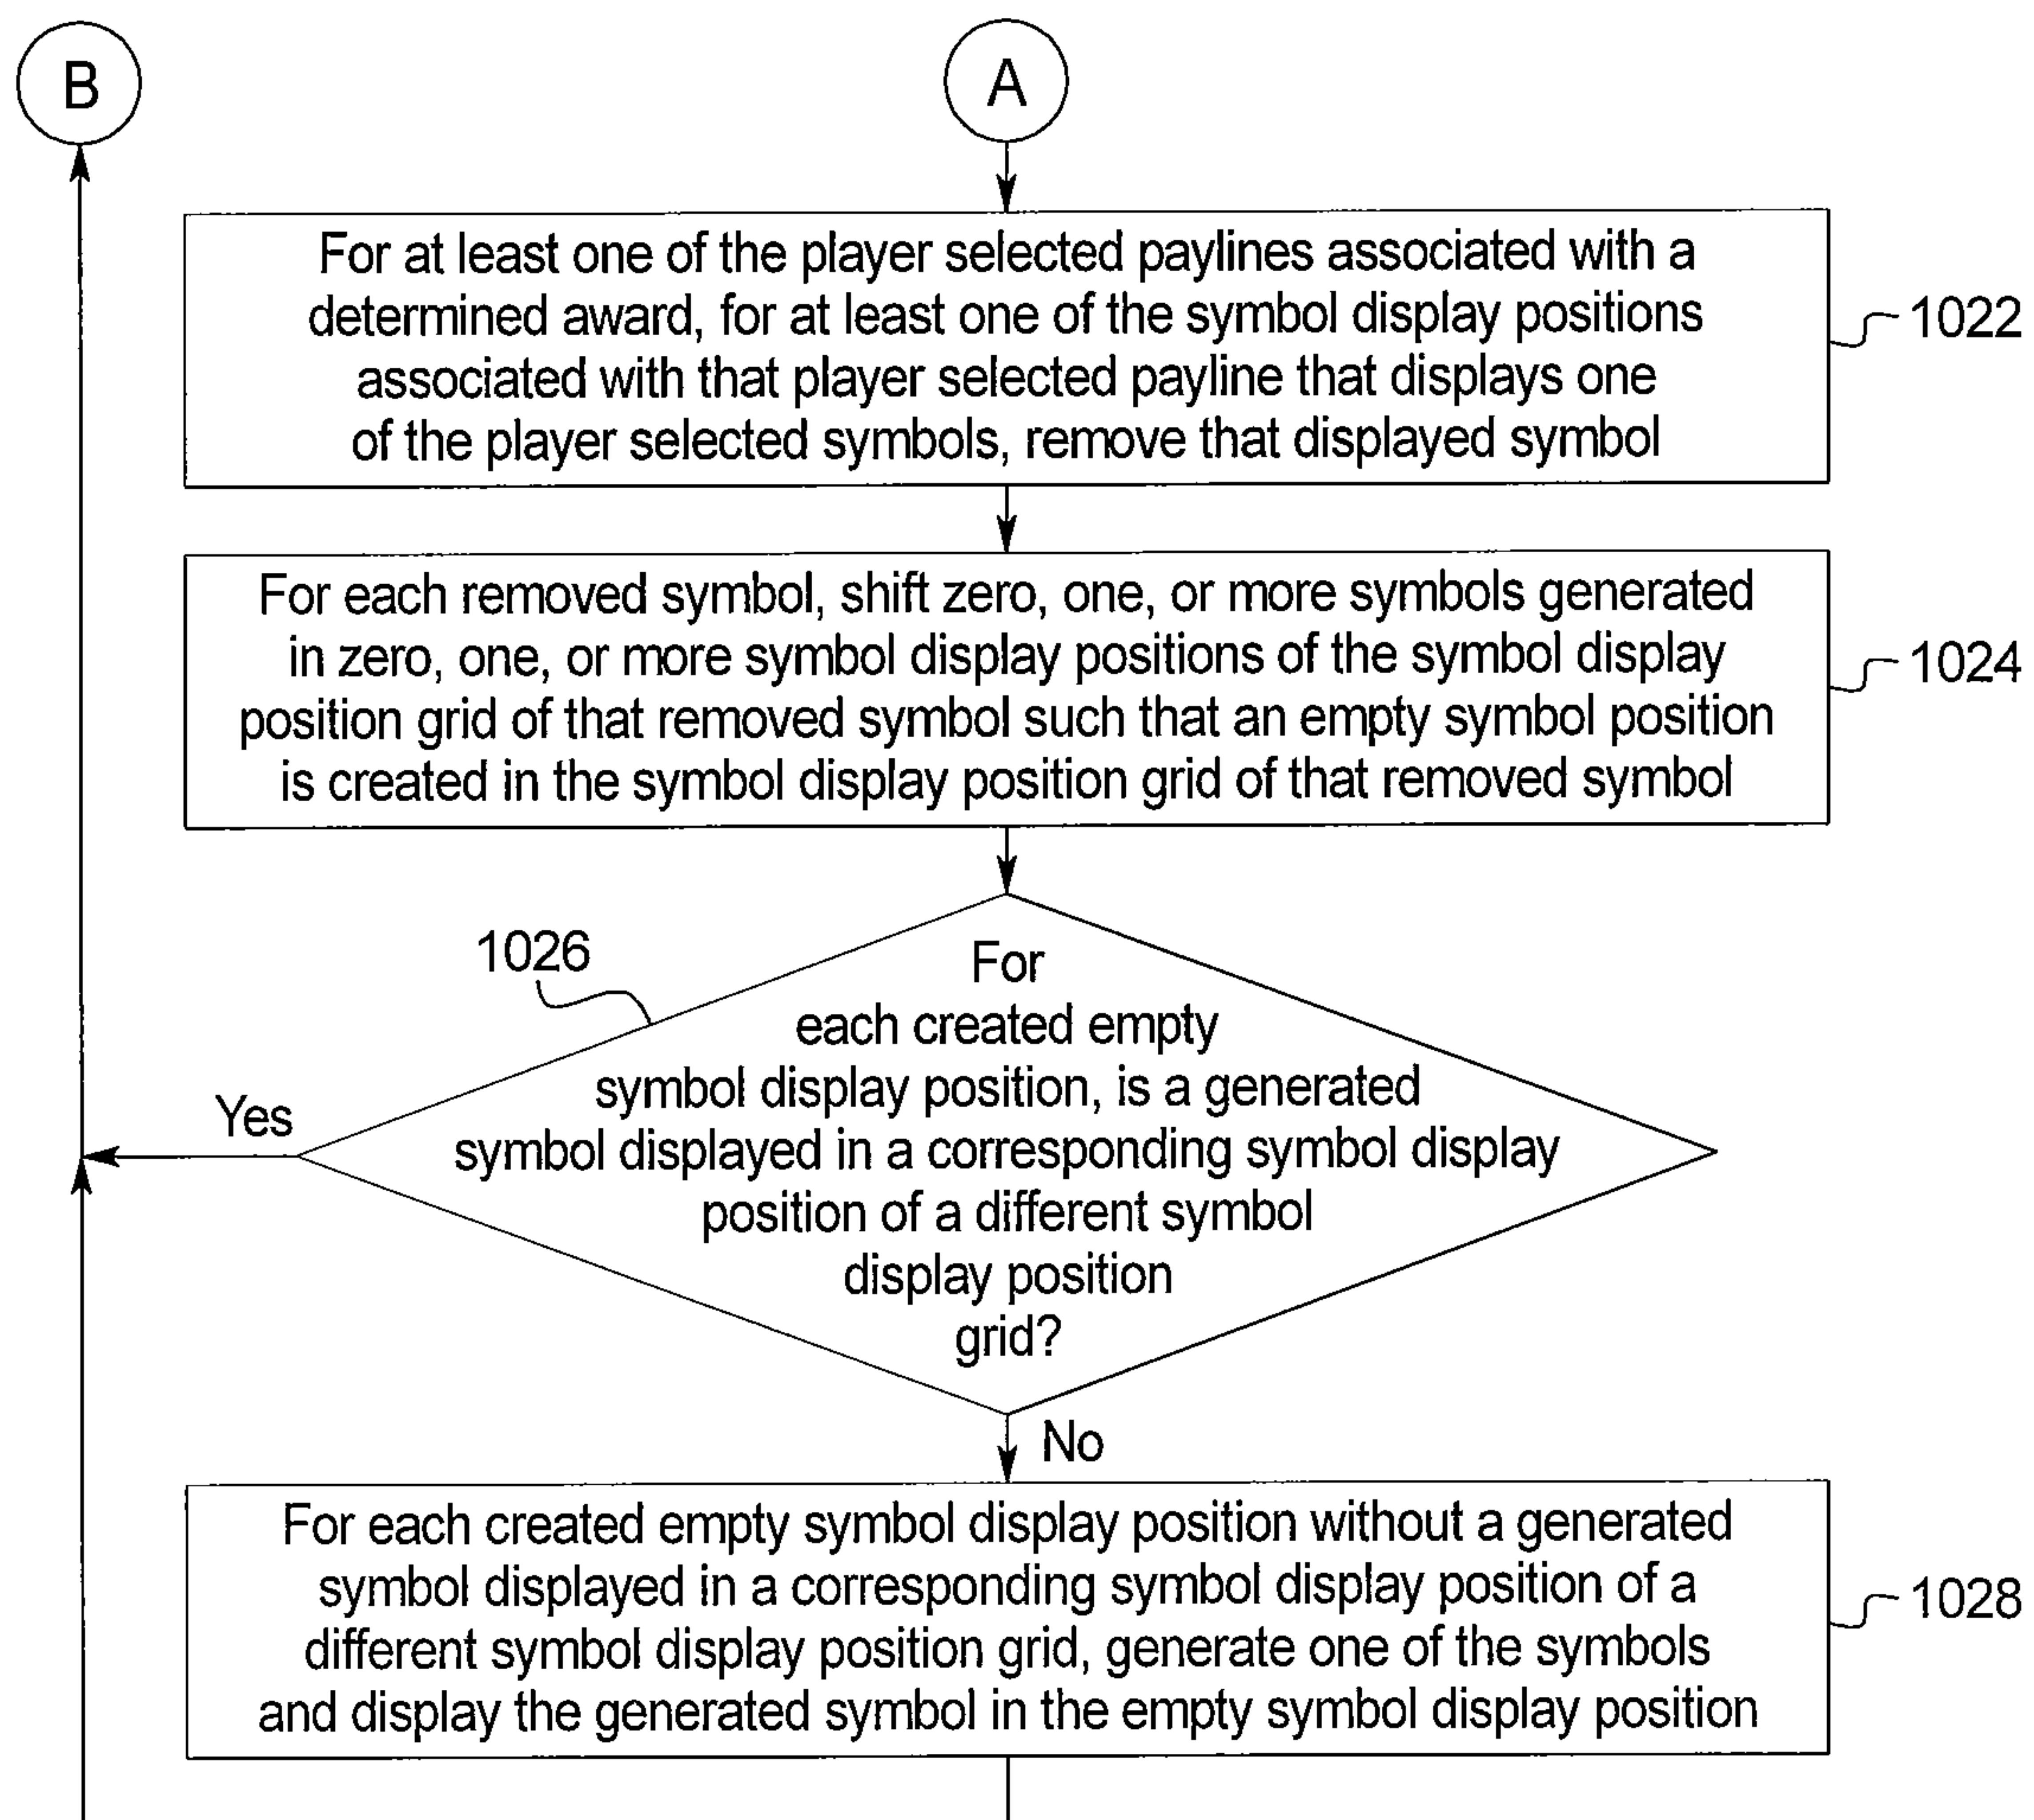 B
A
For at least one of the player selected paylines associated with a
determined award, for at least one of the symbol display positions
associated with that player selected payline that displays one
of the player selected symbols, remove that displayed symbol
1022
For each removed symbol, shift zero, one, or more symbols generated
in zero, one, or more symbol display positions of the symbol display
position grid of that removed symbol such that an empty symbol position
is created in the symbol display position grid of that removed symbol
1024
1026
For
each created empty
symbol display position, is a generated
symbol displayed in a corresponding symbol display
position of a different symbol
display position
grid?
Yes
No
For each created empty symbol display position without a generated
symbol displayed in a corresponding symbol display position of a
different symbol display position grid, generate one of the symbols
and display the generated symbol in the empty symbol display position
1028